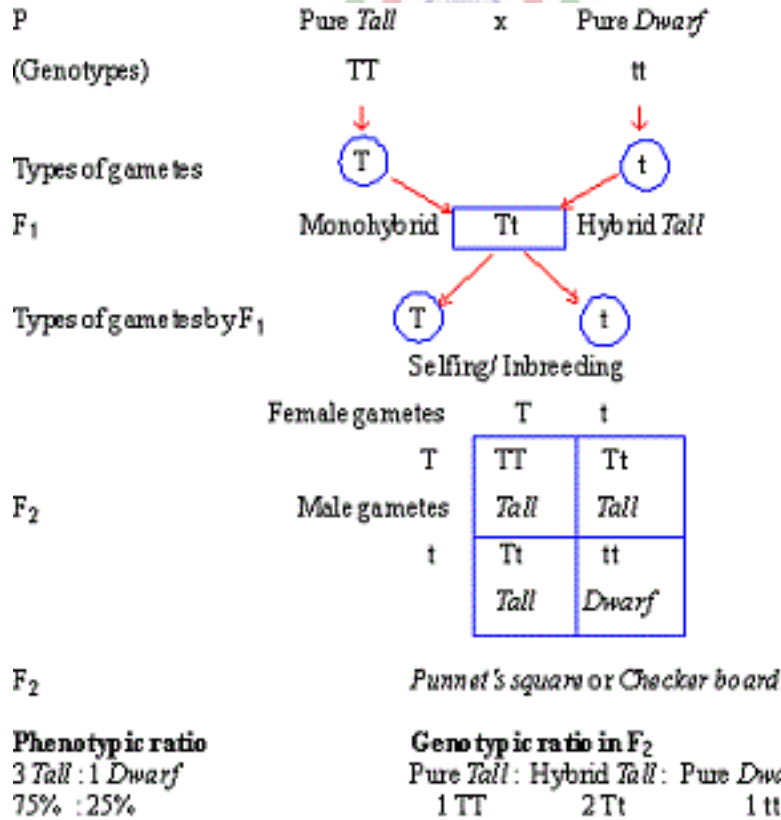 P Pure Tall x Pure Dwarf
(Genotypes) TT tt
Types of gametes T t
F1 Monohybrid Tt Hybrid Tall
Types of gametes by F1 T t
Selfing/ Inbreeding
Female gametes T t
T TT Tt
F2 Male gametes Tall Tall
t Tt tt
Tall Dwarf
F2 Punnet's square or Checker board
Phenotypic ratio Genotypic ratio in F2
3 Tall : 1 Dwarf Pure Tall : Hybrid Tall : Pure Dwa
75% : 25% 1 TT 2 Tt 1 tt